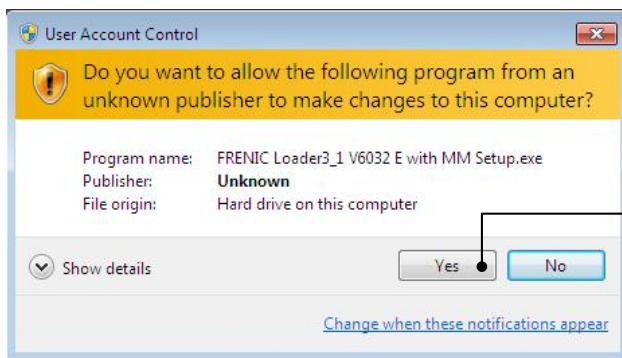 User Account Control
Do you want to allow the following program from an
unknown publisher to make changes to this computer?
Program name: FRENIC Loader3_1 V6032 E with MM Setup.exe
Publisher: Unknown
File origin: Hard drive on this computer
Show details Yes No
Change when these notifications appear